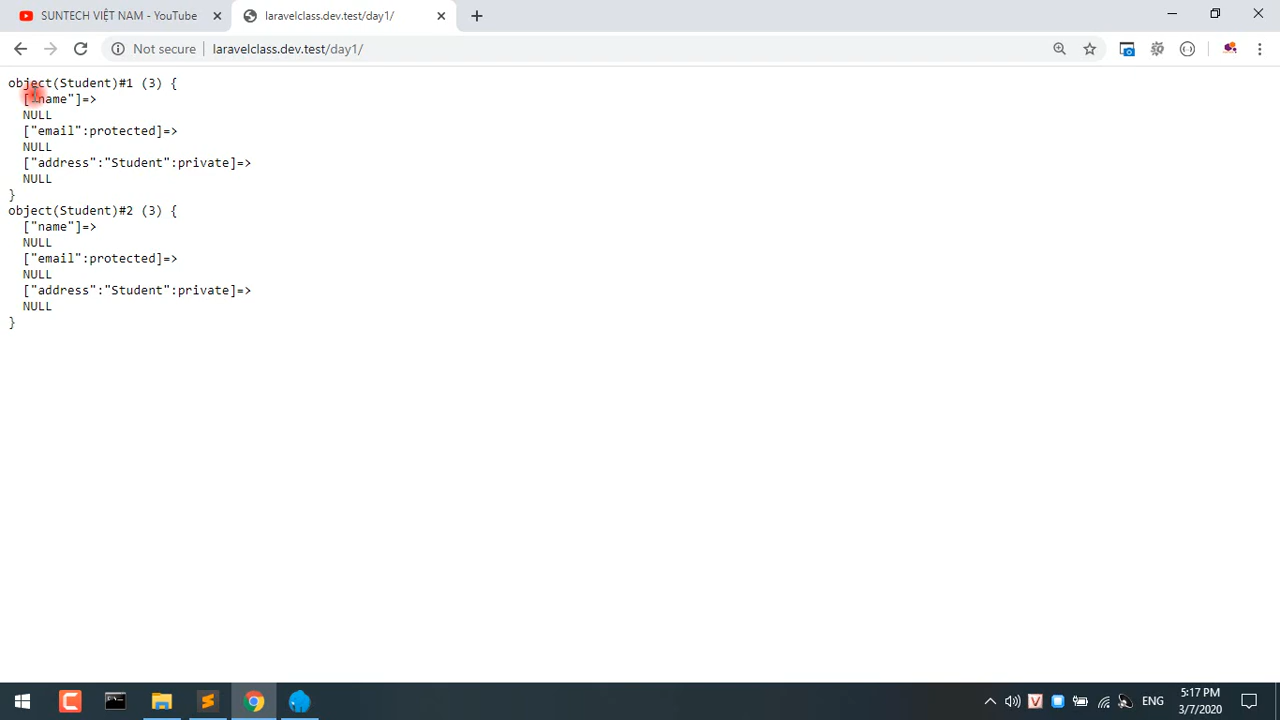 SUNTECH VIỆT NAM - YouTube
laravelclass.dev.test/day1/
Not secure
laravelclass.dev.test/day1/
object(Student)#1 (3) {
["name"]=>
NULL
["email":protected]=>
NULL
["address":"Student":private]=>
NULL
}
object(Student)#2 (3) {
["name"]=>
NULL
["email":protected]=>
NULL
["address":"Student":private]=>
NULL
}
ENG
5:17 PM
3/7/2020